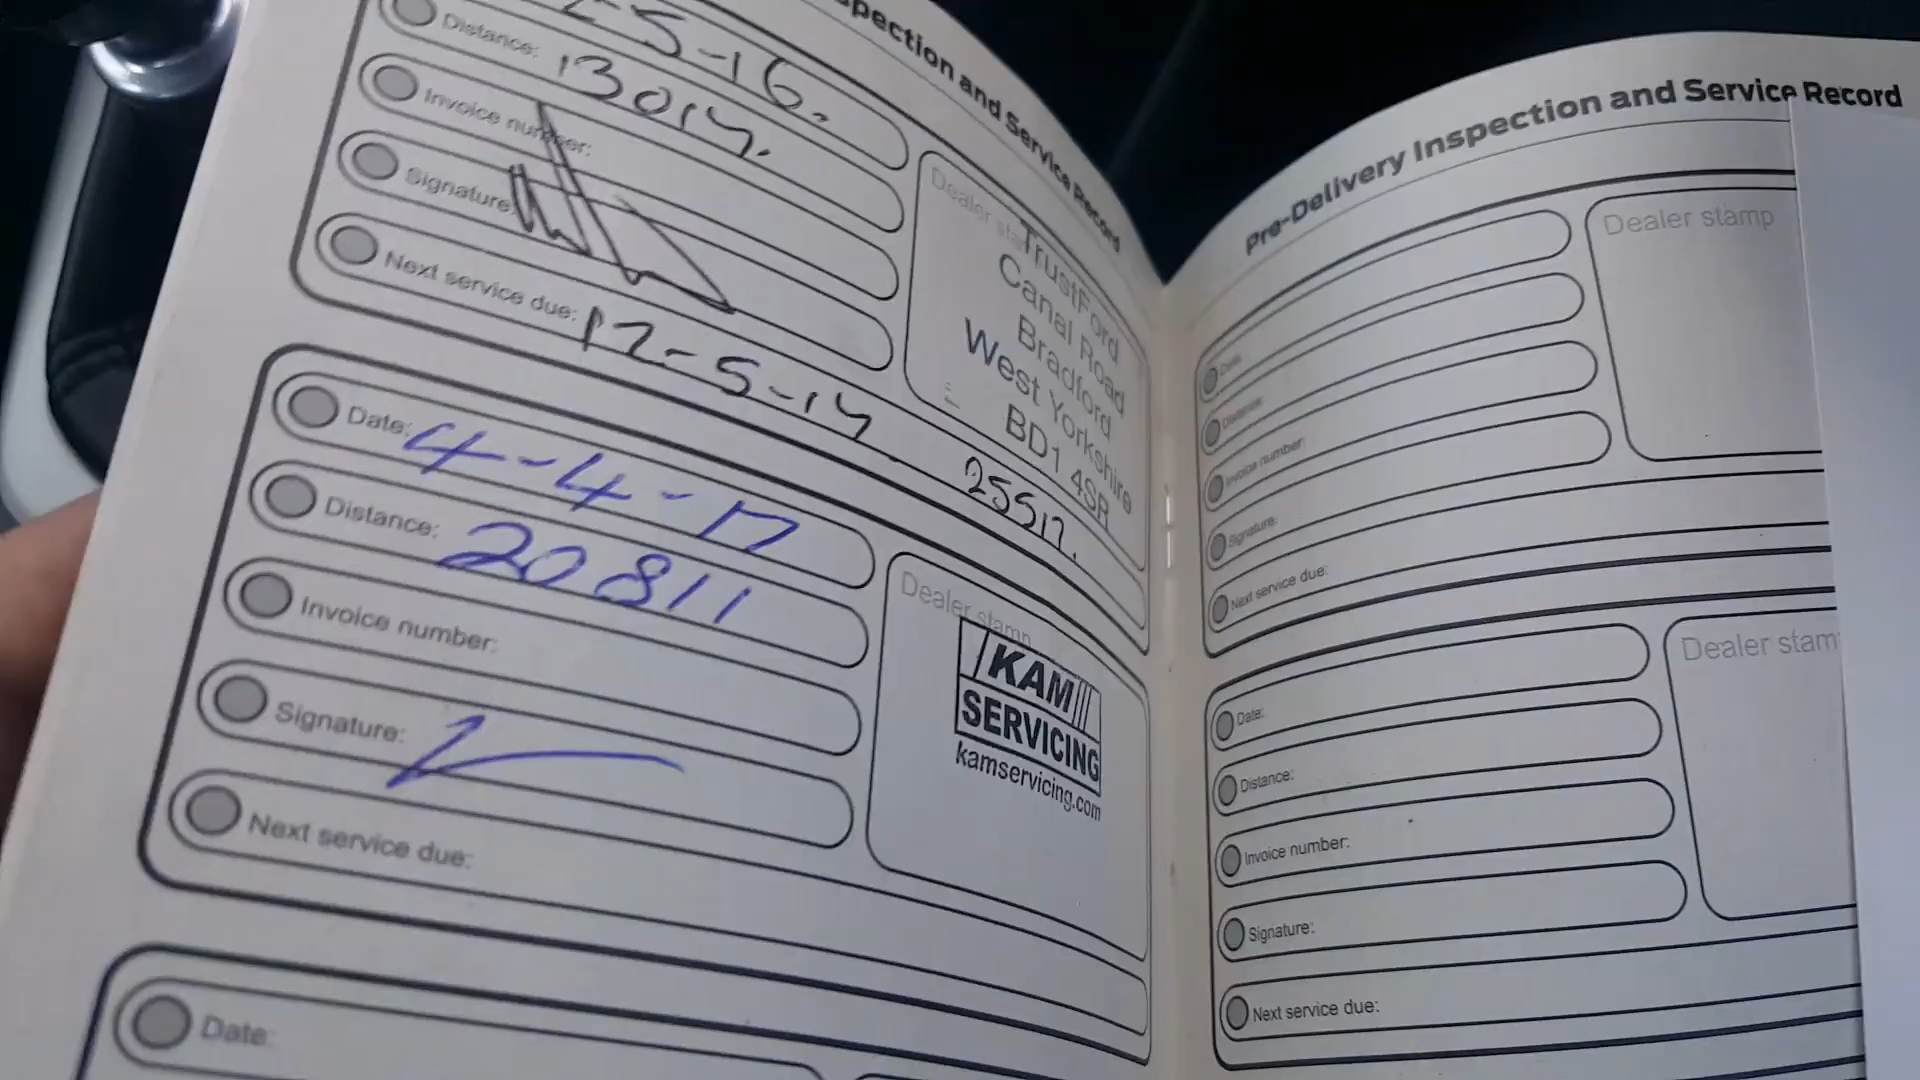 pection and Service Record
-5-16.
Distance: 13014.
Invoice number:
Signature:
Next service due: 12-5-17. 25517.
Dealer sta
TrustFord
Canal Road
Bradford
West Yorkshire
BD1 4SR
Date: 4-4-17
Distance: 20811
Invoice number:
Signature:
Next service due:
Dealer stamp
KAM
SERVICING
kamservicing.com
Date:
Pre-Delivery Inspection and Service Record
Date:
Distance:
Invoice number:
Signature:
Next service due:
Dealer stamp
Date:
Distance:
Invoice number:
Signature:
Next service due:
Dealer stam